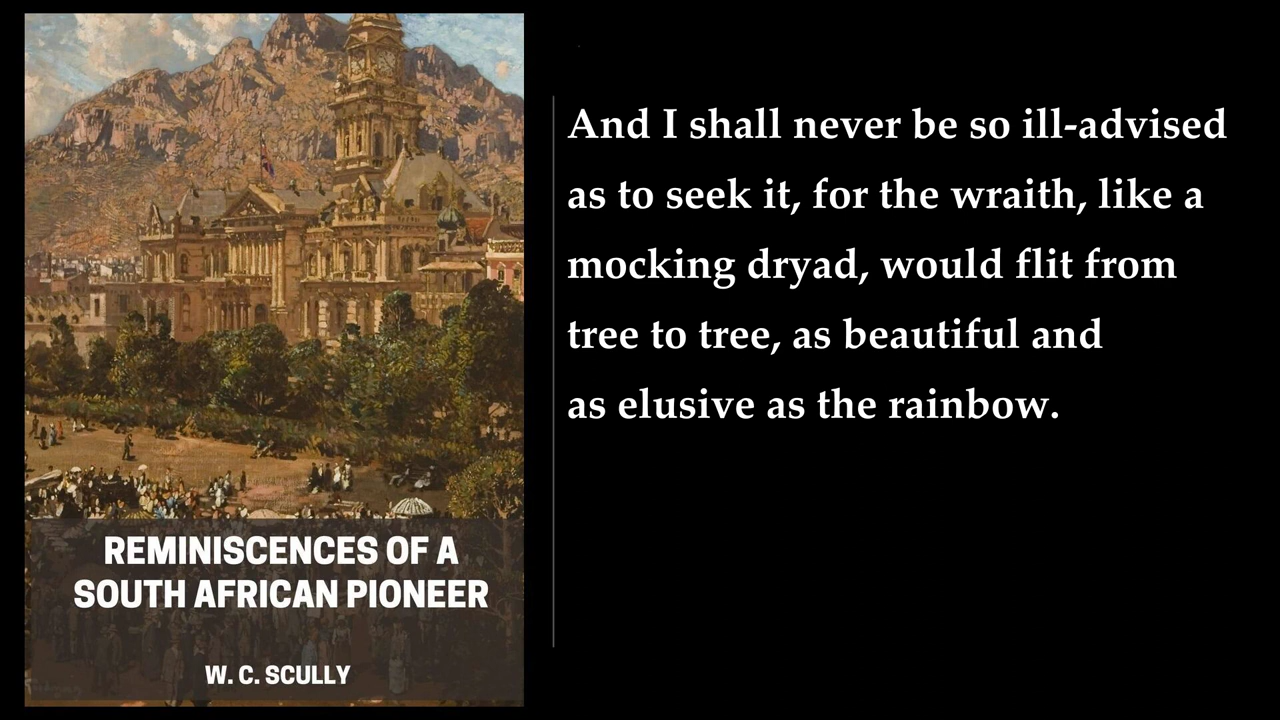 And I shall never be so ill-advised
as to seek it, for the wraith, like a
mocking dryad, would flit from
tree to tree, as beautiful and
as elusive as the rainbow.
REMINISCENCES OF A
SOUTH AFRICAN PIONEER
W. C. SCULLY